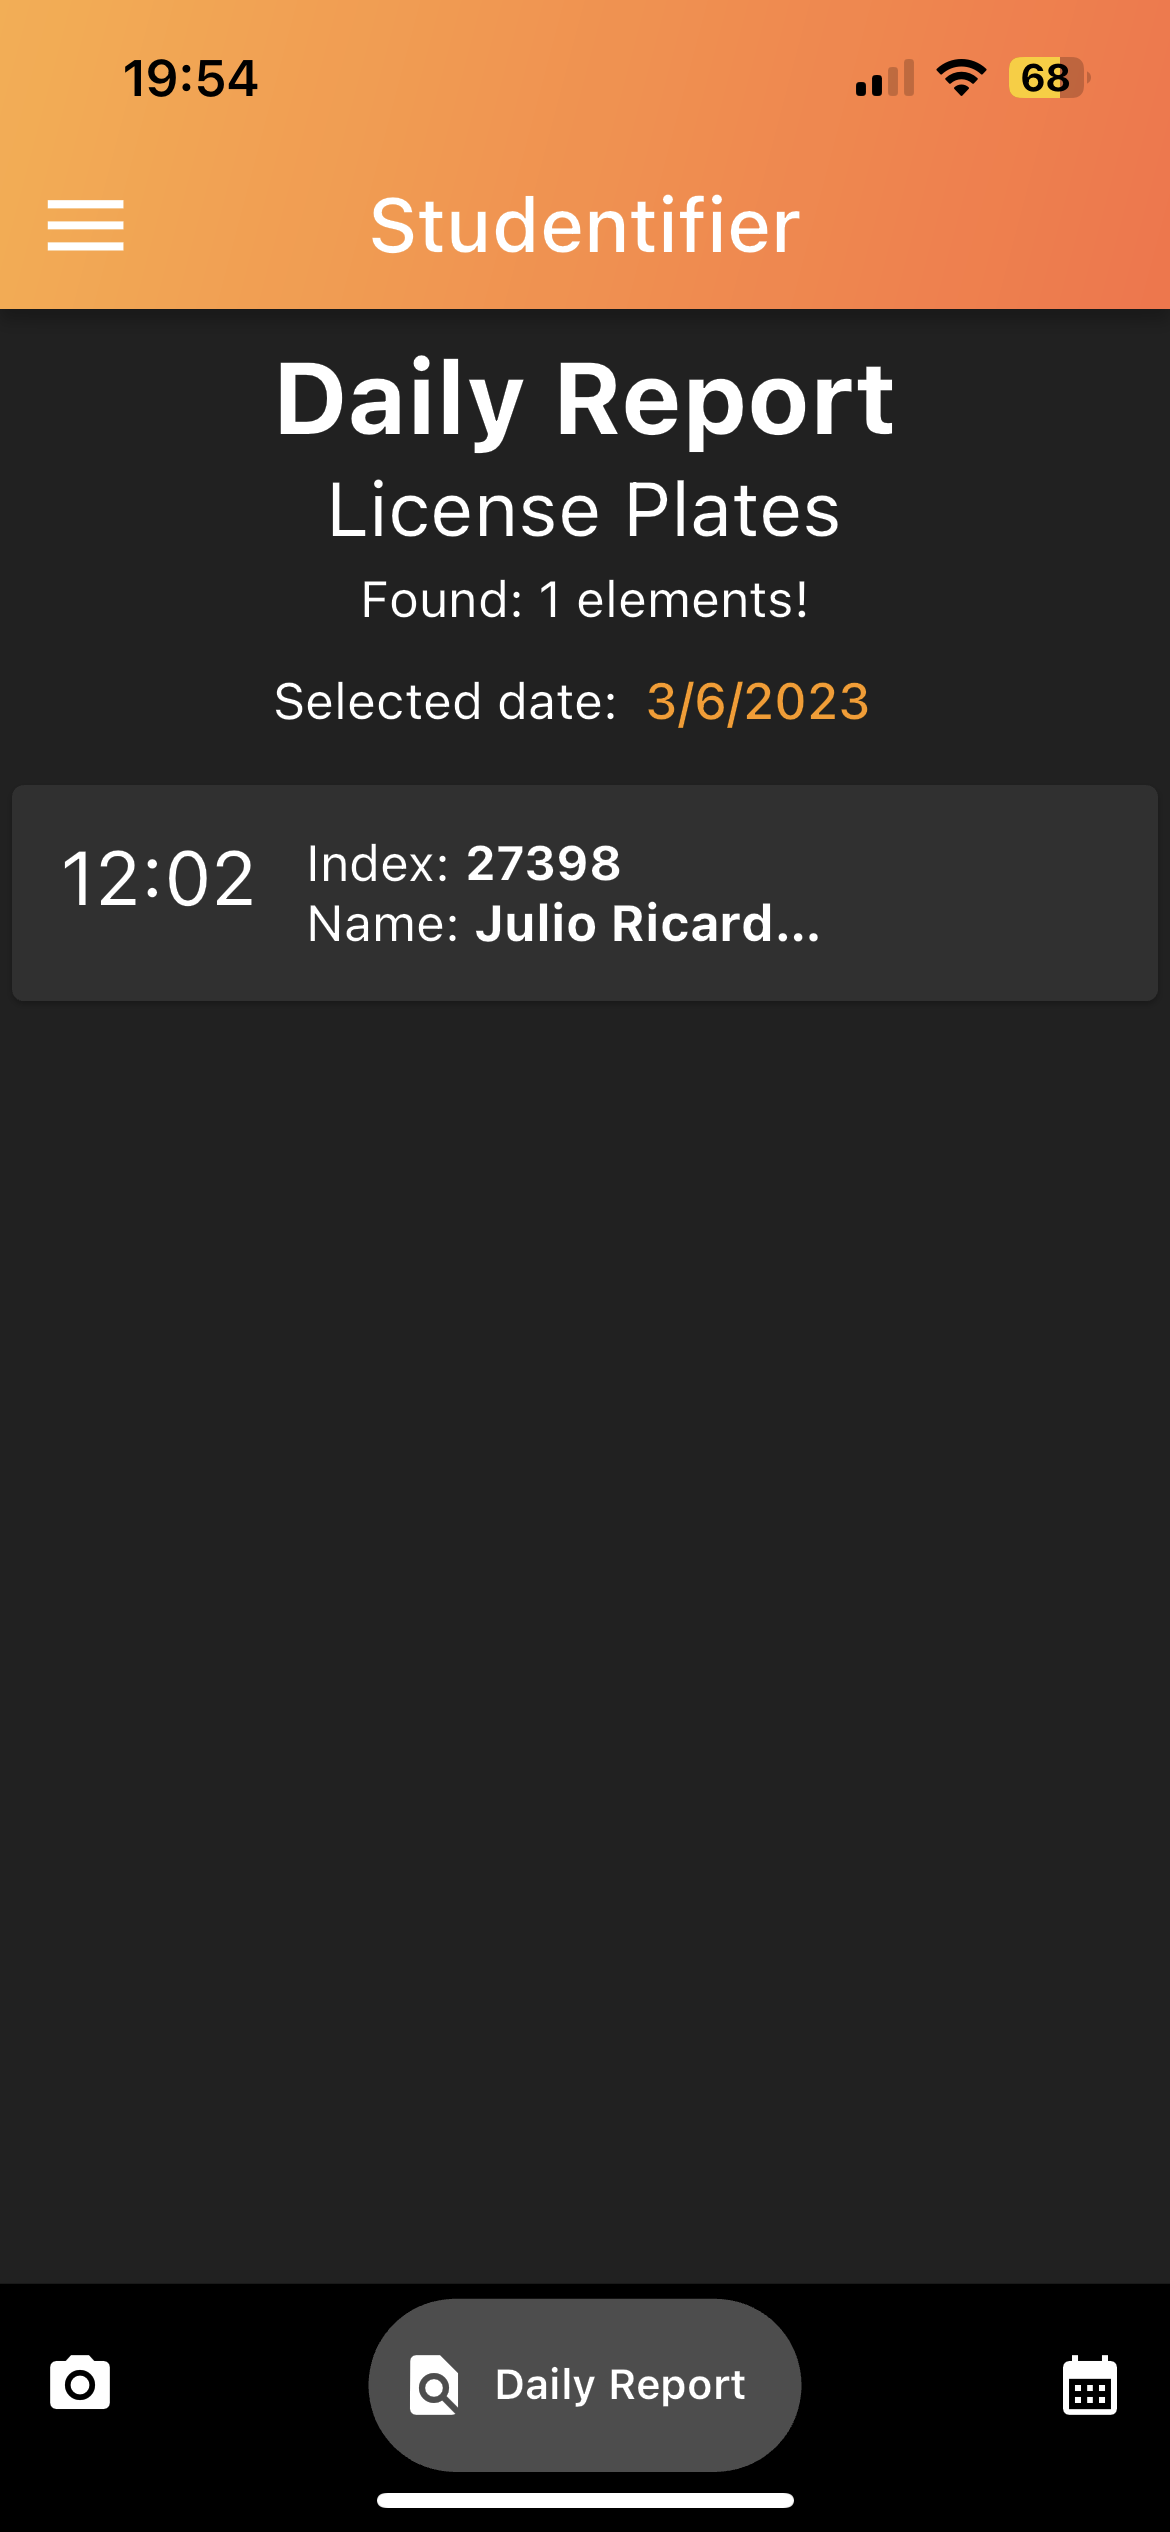 19:54
68
Studentifier
Daily Report
License Plates
Found: 1 elements!
Selected date: 3/6/2023
12:02
Index: 27398
Name: Julio Ricard...
Daily Report